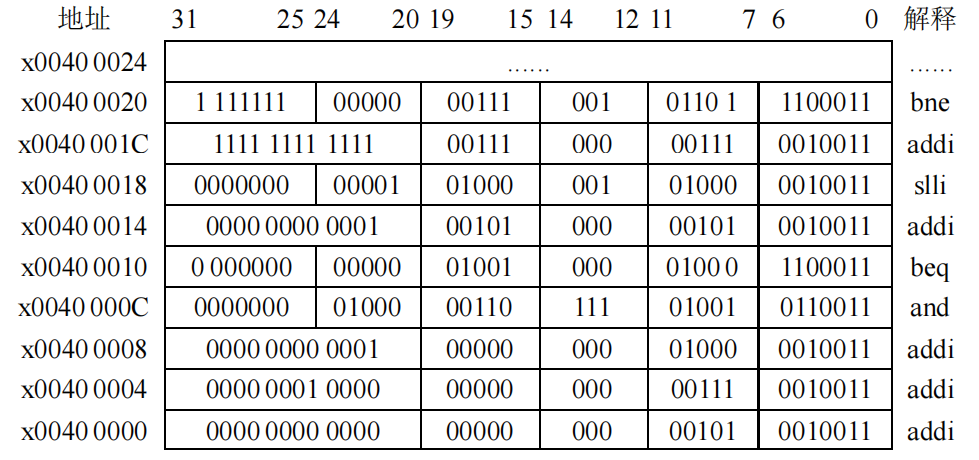 地址 31 25 24 20 19 15 14 12 11 7 6 0 解释
x0040 0024 ...... ......
x0040 0020 1 111111 00000 00111 001 0110 1 1100011 bne
x0040 001C 1111 1111 1111 00111 000 00111 0010011 addi
x0040 0018 0000000 00001 01000 001 01000 0010011 slli
x0040 0014 0000 0000 0001 00101 000 00101 0010011 addi
x0040 0010 0 000000 00000 01001 000 0100 0 1100011 beq
x0040 000C 0000000 01000 00110 111 01001 0110011 and
x0040 0008 0000 0000 0001 00000 000 01000 0010011 addi
x0040 0004 0000 0001 0000 00000 000 00111 0010011 addi
x0040 0000 0000 0000 0000 00000 000 00101 0010011 addi